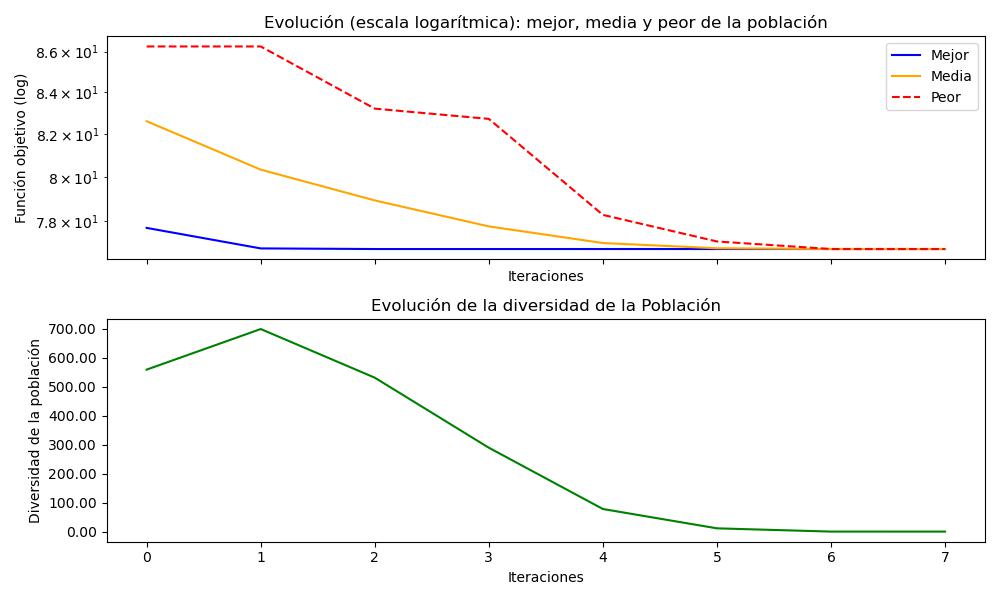 Evolución (escala logarítmica): mejor, media y peor de la población
Función objetivo (log)
8.6 × 10¹
8.4 × 10¹
8.2 × 10¹
8 × 10¹
7.8 × 10¹
Mejor
Media
Peor
Iteraciones
Evolución de la diversidad de la Población
Diversidad de la población
700.00
600.00
500.00
400.00
300.00
200.00
100.00
0.00
0 1 2 3 4 5 6 7
Iteraciones